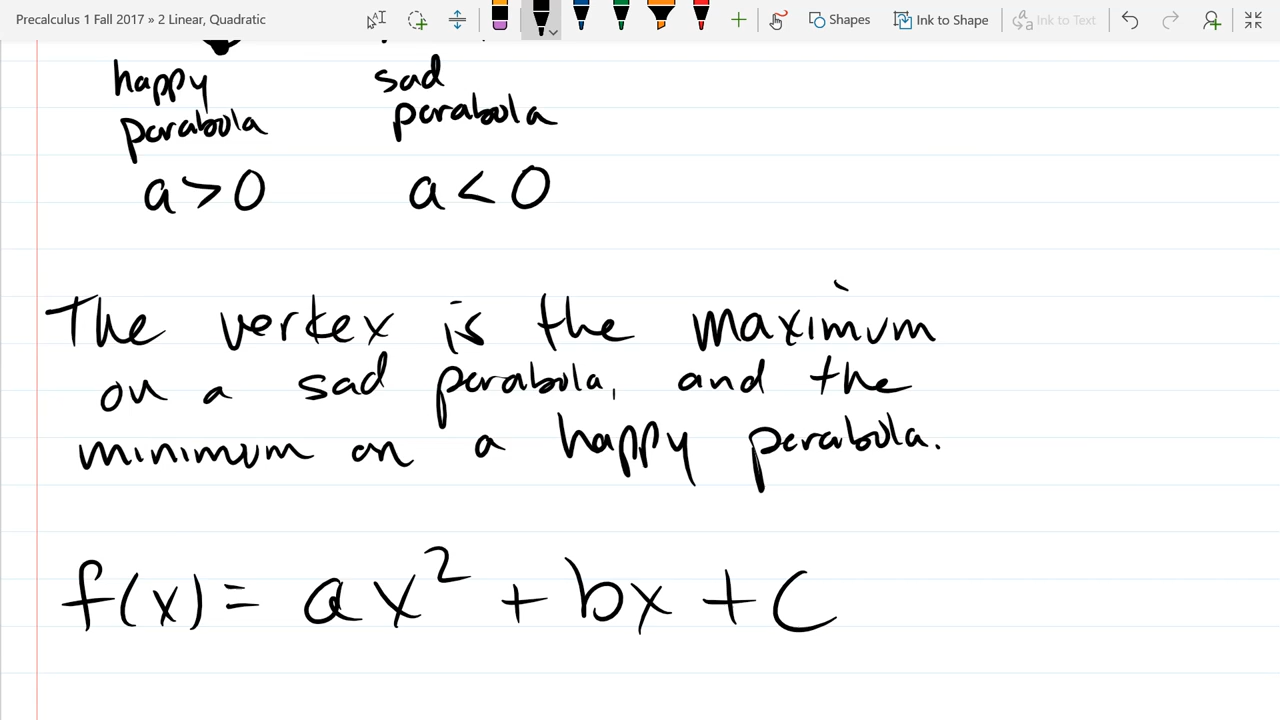 Precalculus 1 Fall 2017 » 2 Linear, Quadratic
Shapes
Ink to Shape
Ink to Text
happy sad
parabola parabola
a > 0 a < 0
The vertex is the maximum
on a sad parabola, and the
minimum on a happy parabola.
f(x) = ax² + bx + c